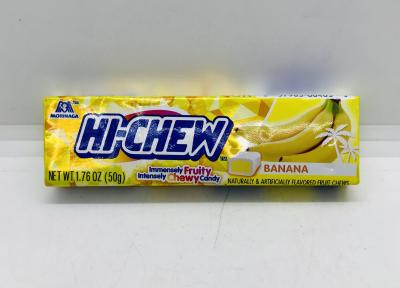 MORINAGA
HI-CHEW
Immensely Fruity
Intensely Chewy Candy
BANANA
NET WT 1.76 OZ (50g)
NATURALLY & ARTIFICIALLY FLAVORED FRUIT CHEWS